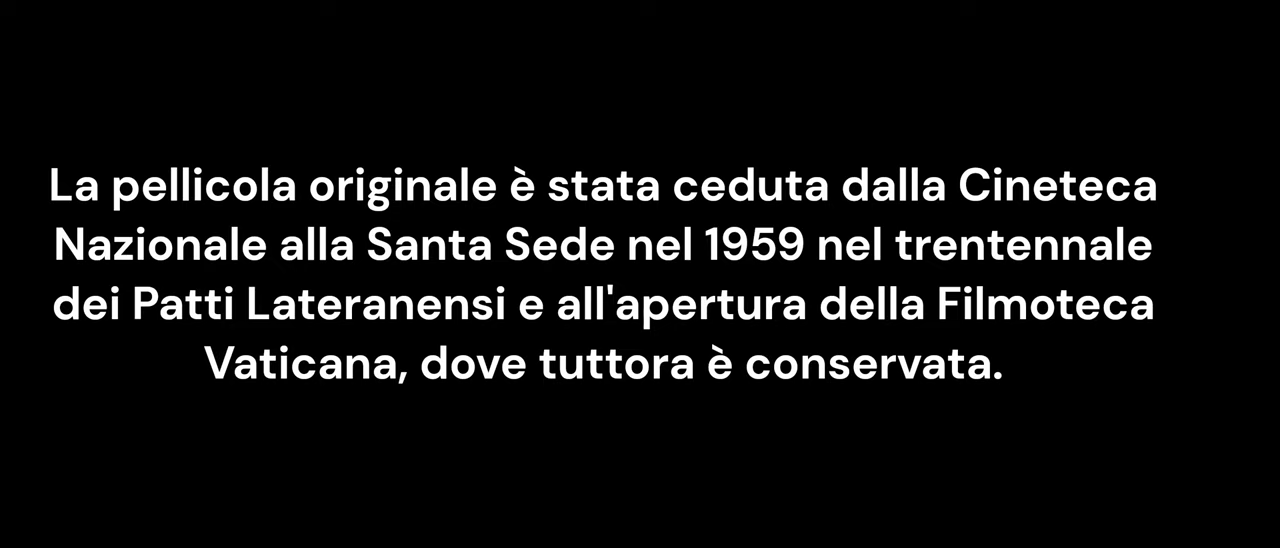 La pellicola originale è stata ceduta dalla Cineteca
Nazionale alla Santa Sede nel 1959 nel trentennale
dei Patti Lateranensi e all'apertura della Filmoteca
Vaticana, dove tuttora è conservata.